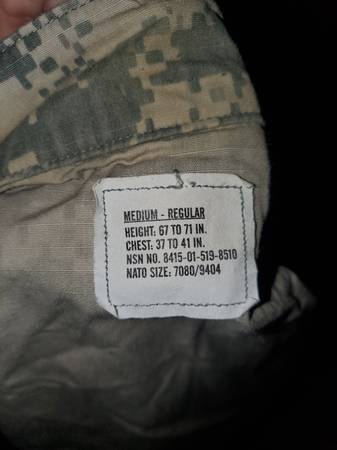 MEDIUM - REGULAR
HEIGHT: 67 TO 71 IN.
CHEST: 37 TO 41 IN.
NSN NO. 8415-01-519-8510
NATO SIZE: 7080/9404